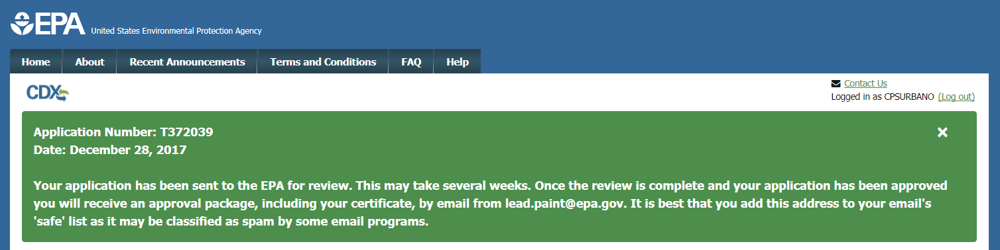 EPA United States Environmental Protection Agency
Home About Recent Announcements Terms and Conditions FAQ Help
CDX
Contact Us
Logged in as CPSURBANO (Log out)
Application Number: T372039
Date: December 28, 2017
Your application has been sent to the EPA for review. This may take several weeks. Once the review is complete and your application has been approved
you will receive an approval package, including your certificate, by email from lead.paint@epa.gov. It is best that you add this address to your email's
'safe' list as it may be classified as spam by some email programs.